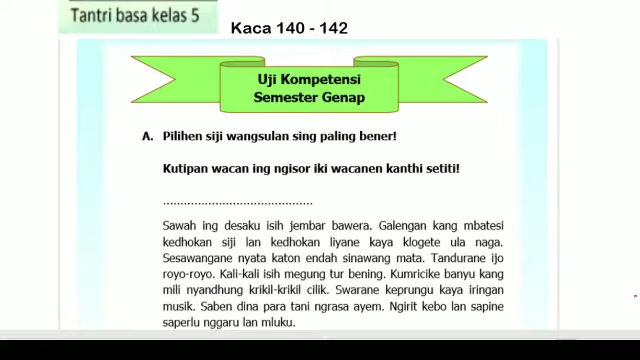 Tantri basa kelas 5
Kaca 140 - 142
Uji Kompetensi
Semester Genap
A. Pilihen siji wangsulan sing paling bener!
Kutipan wacan ing ngisor iki wacanen kanthi setiti!
..........................................
Sawah ing desaku isih jembar bawera. Galengan kang mbatesi
kedhokan siji lan kedhokan liyane kaya klogete ula naga.
Sesawangane nyata katon endah sinawang mata. Tandurane ijo
royo-royo. Kali-kali isih megung tur bening. Kumricike banyu kang
mili nyandhung krikil-krikil cilik. Swarane keprungu kaya iringan
musik. Saben dina para tani ngrasa ayem. Ngirit kebo lan sapine
saperlu nggaru lan mluku.